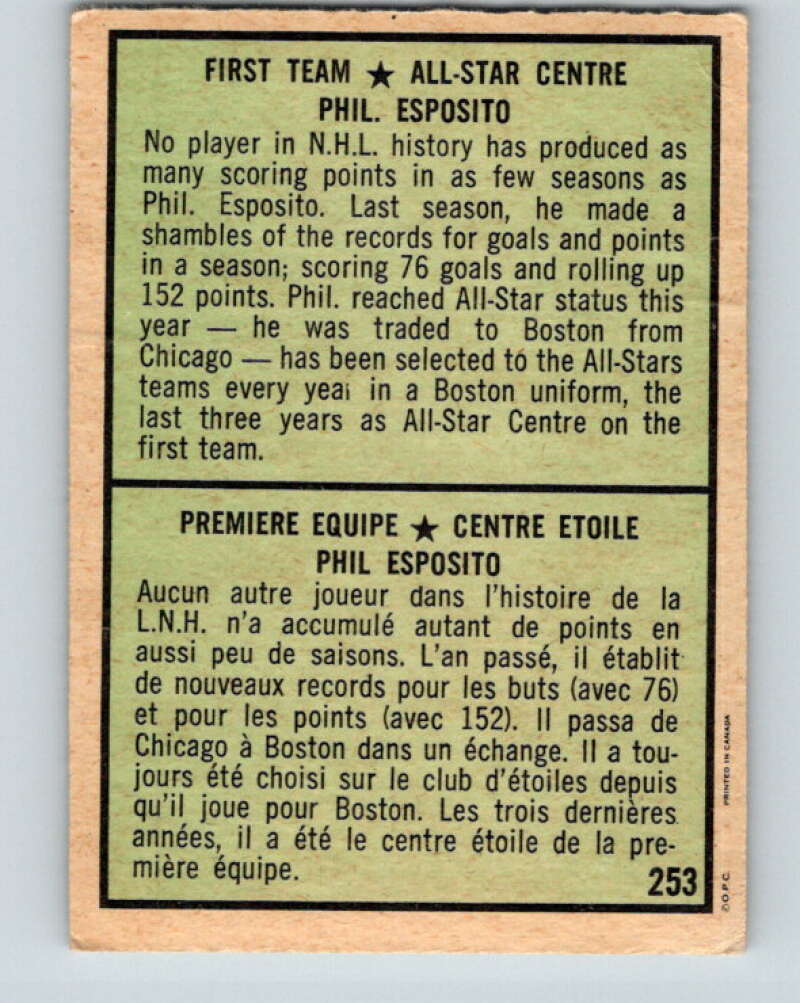 FIRST TEAM ★ ALL-STAR CENTRE
PHIL. ESPOSITO
No player in N.H.L. history has produced as
many scoring points in as few seasons as
Phil. Esposito. Last season, he made a
shambles of the records for goals and points
in a season; scoring 76 goals and rolling up
152 points. Phil. reached All-Star status this
year — he was traded to Boston from
Chicago — has been selected to the All-Stars
teams every year in a Boston uniform, the
last three years as All-Star Centre on the
first team.
PREMIERE EQUIPE ★ CENTRE ETOILE
PHIL ESPOSITO
Aucun autre joueur dans l'histoire de la
L.N.H. n'a accumulé autant de points en
aussi peu de saisons. L'an passé, il établit
de nouveaux records pour les buts (avec 76)
et pour les points (avec 152). Il passa de
Chicago à Boston dans un échange. Il a tou-
jours été choisi sur le club d'étoiles depuis
qu'il joue pour Boston. Les trois dernières
années, il a été le centre étoile de la pre-
mière équipe.
253
©O.P.C. PRINTED IN CANADA